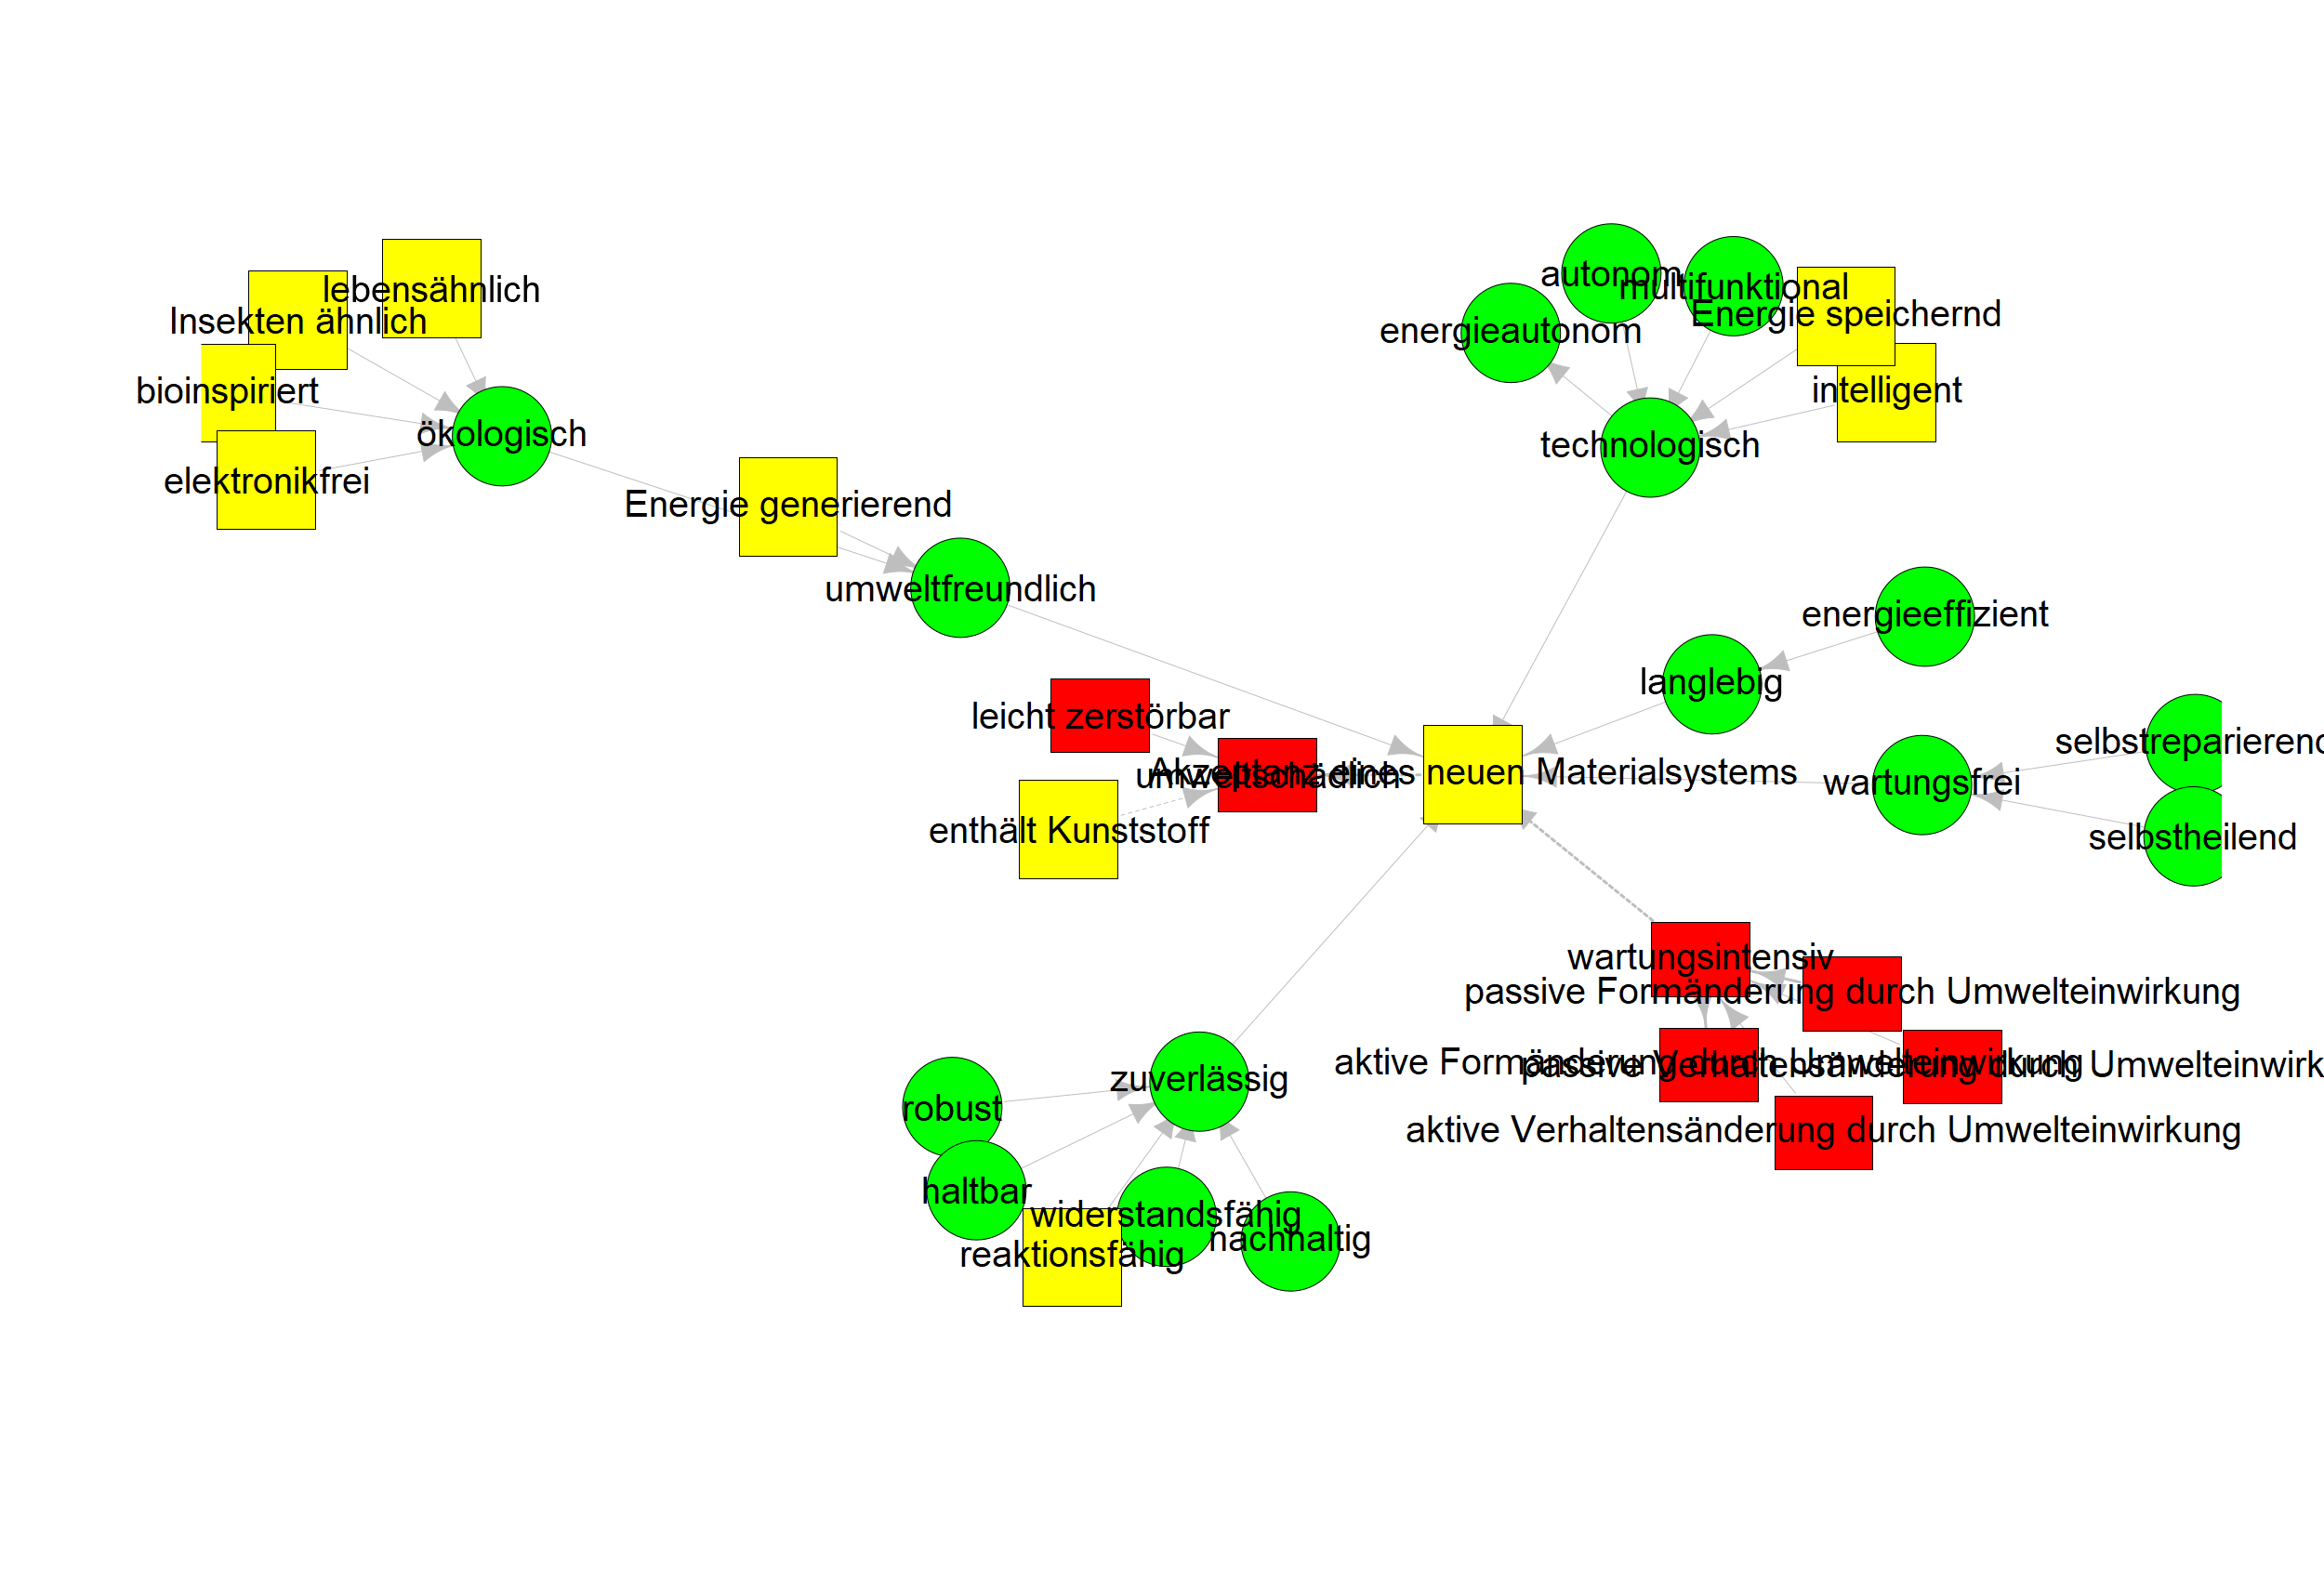 autonom
multifunktional
lebensähnlich
Energie speichernd
Insekten ähnlich
energieautonom
bioinspiriert
intelligent
ökologisch
technologisch
elektronikfrei
Energie generierend
umweltfreundlich
energieeffizient
langlebig
leicht zerstörbar
selbstreparierend
Akzeptanz eines neuen Materialsystems
umweltschädlich
wartungsfrei
enthält Kunststoff
selbstheilend
wartungsintensiv
passive Formänderung durch Umwelteinwirkung
aktive Formänderung durch Umwelteinwirkung
passive Verhaltensänderung durch Umwelteinwirk
zuverlässig
robust
aktive Verhaltensänderung durch Umwelteinwirkung
haltbar
widerstandsfähig
nachhaltig
reaktionsfähig